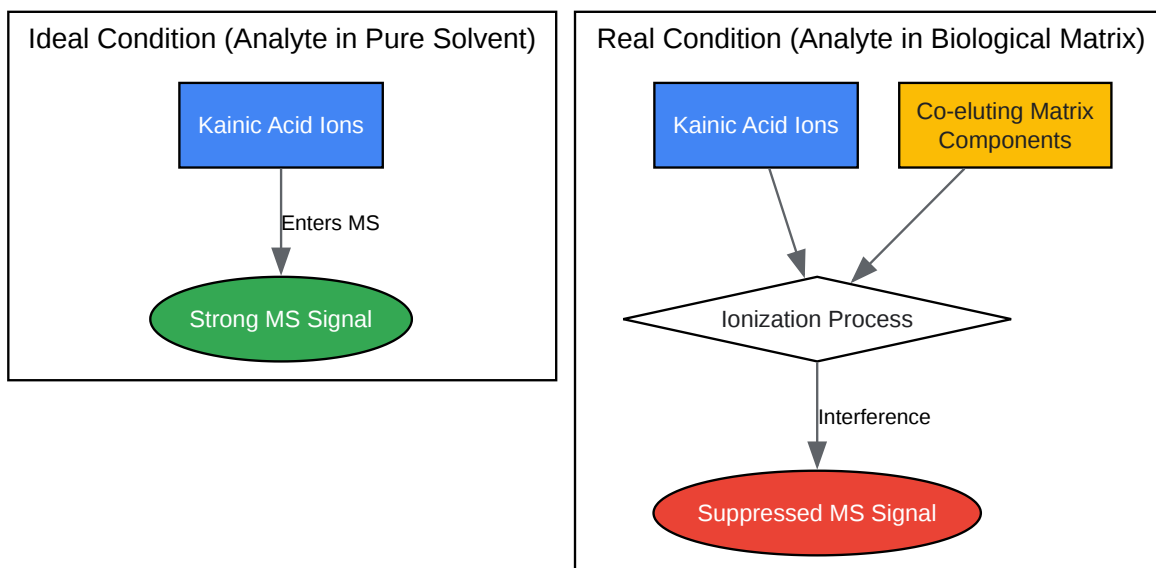 Ideal Condition (Analyte in Pure Solvent)
Kainic Acid Ions
Enters MS
Strong MS Signal
Real Condition (Analyte in Biological Matrix)
Kainic Acid Ions
Co-eluting Matrix
Components
Ionization Process
Interference
Suppressed MS Signal